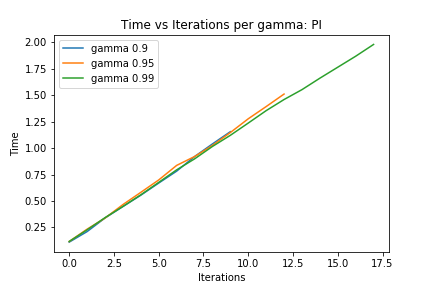 Time vs Iterations per gamma: PI
gamma 0.9
gamma 0.95
gamma 0.99
2.00
1.75
1.50
1.25
1.00
0.75
0.50
0.25
Time
0.0 2.5 5.0 7.5 10.0 12.5 15.0 17.5
Iterations